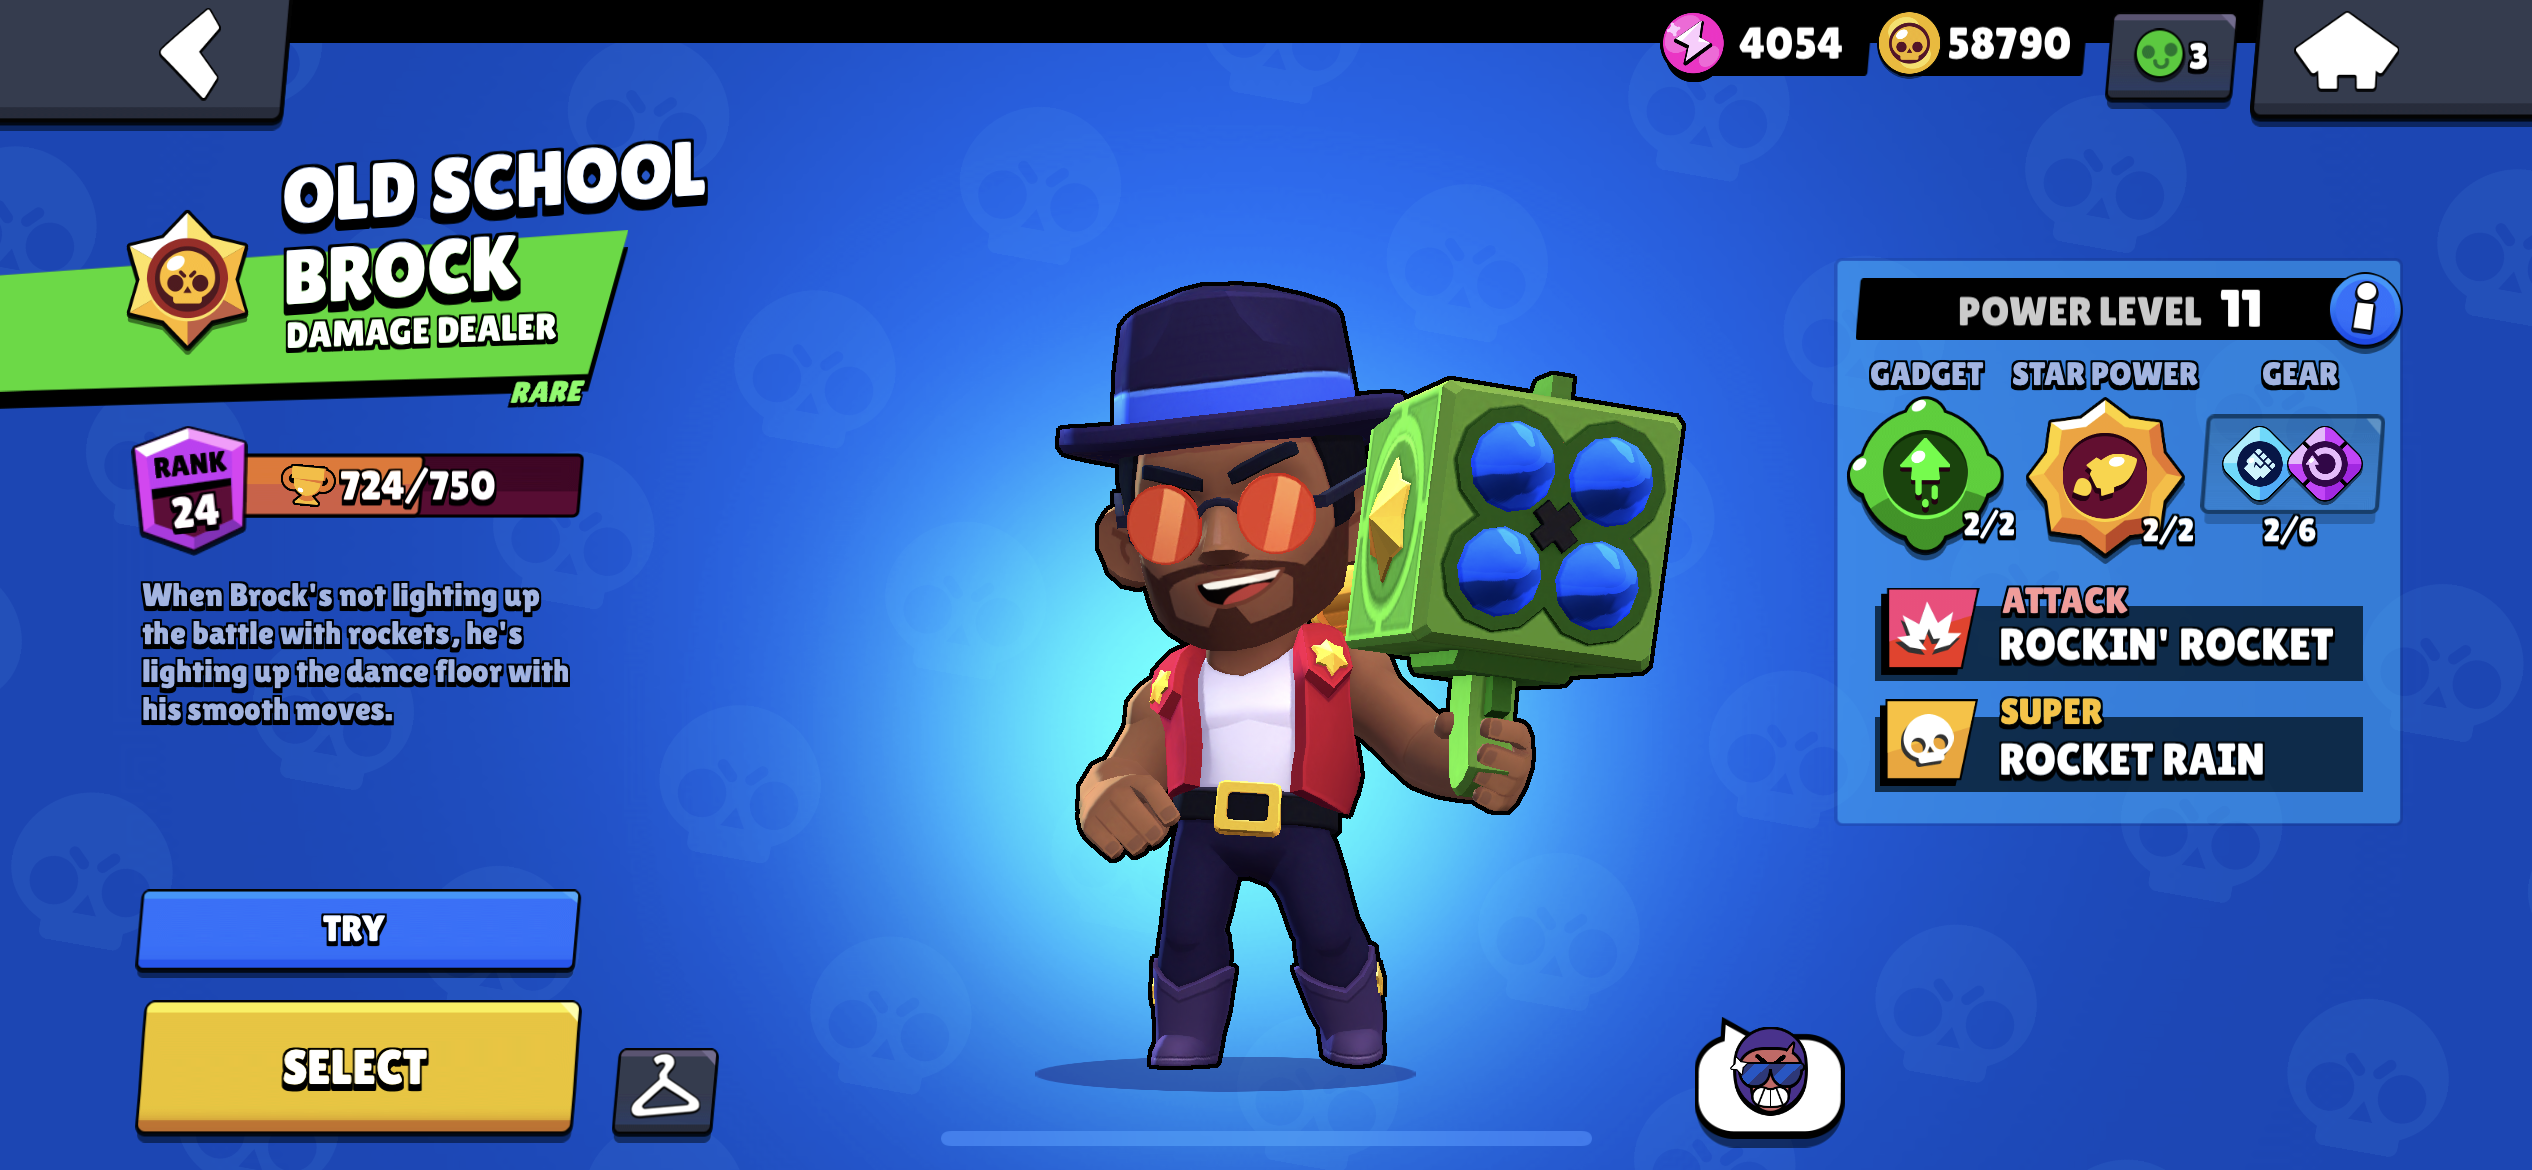 4054
58790
3
OLD SCHOOL
BROCK
DAMAGE DEALER
RARE
RANK
24
724/750
When Brock's not lighting up
the battle with rockets, he's
lighting up the dance floor with
his smooth moves.
TRY
SELECT
POWER LEVEL 11
i
GADGET STAR POWER GEAR
2/2 2/2 2/6
ATTACK
ROCKIN' ROCKET
SUPER
ROCKET RAIN